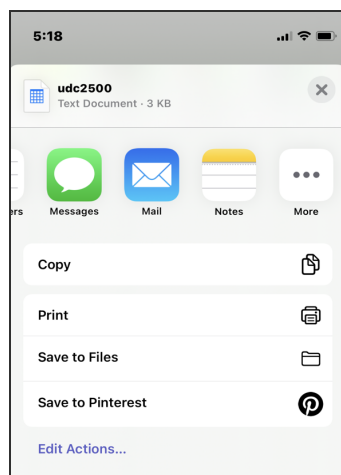 5:18
udc2500
Text Document · 3 KB
ers Messages Mail Notes More
Copy
Print
Save to Files
Save to Pinterest
Edit Actions...